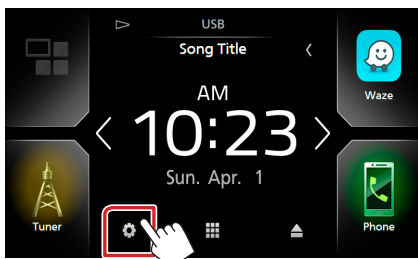 USB
Song Title
Waze
AM
10:23
Sun. Apr. 1
Tuner
Phone